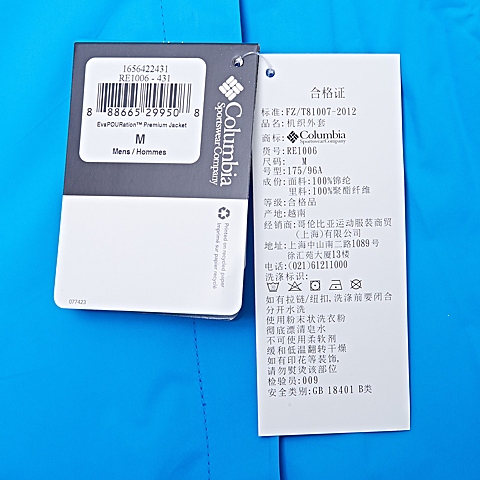 1656422431
RE1006 - 431
8 88665 29950 8
EvaPOURation™ Premium Jacket
M
Mens / Hommes
Columbia
Sportswear Company
Printed on recycled paper
Imprimé sur papier recyclé
077423
合格证
标准:FZ/T81007-2012
品名:机织外套
商标:Columbia
Sportswear Company
货号:RE1006
尺码: M
号型:175/96A
成份:面料:100%锦纶
里料:100%聚酯纤维
等级:合格品
产地:越南
经销商:哥伦比亚运动服装商贸
(上海)有限公司
地址:上海中山南二路1089号
徐汇苑大厦13楼
电话:(021)61211000
洗涤标识:
如有拉链/纽扣,洗涤前要闭合
分开水洗
使用粉末状洗衣粉
彻底漂清皂水
不可使用柔软剂
缓和低温翻转干燥
如有印花等装饰,
请勿熨烫该部位
检验员:009
安全类别:GB 18401 B类